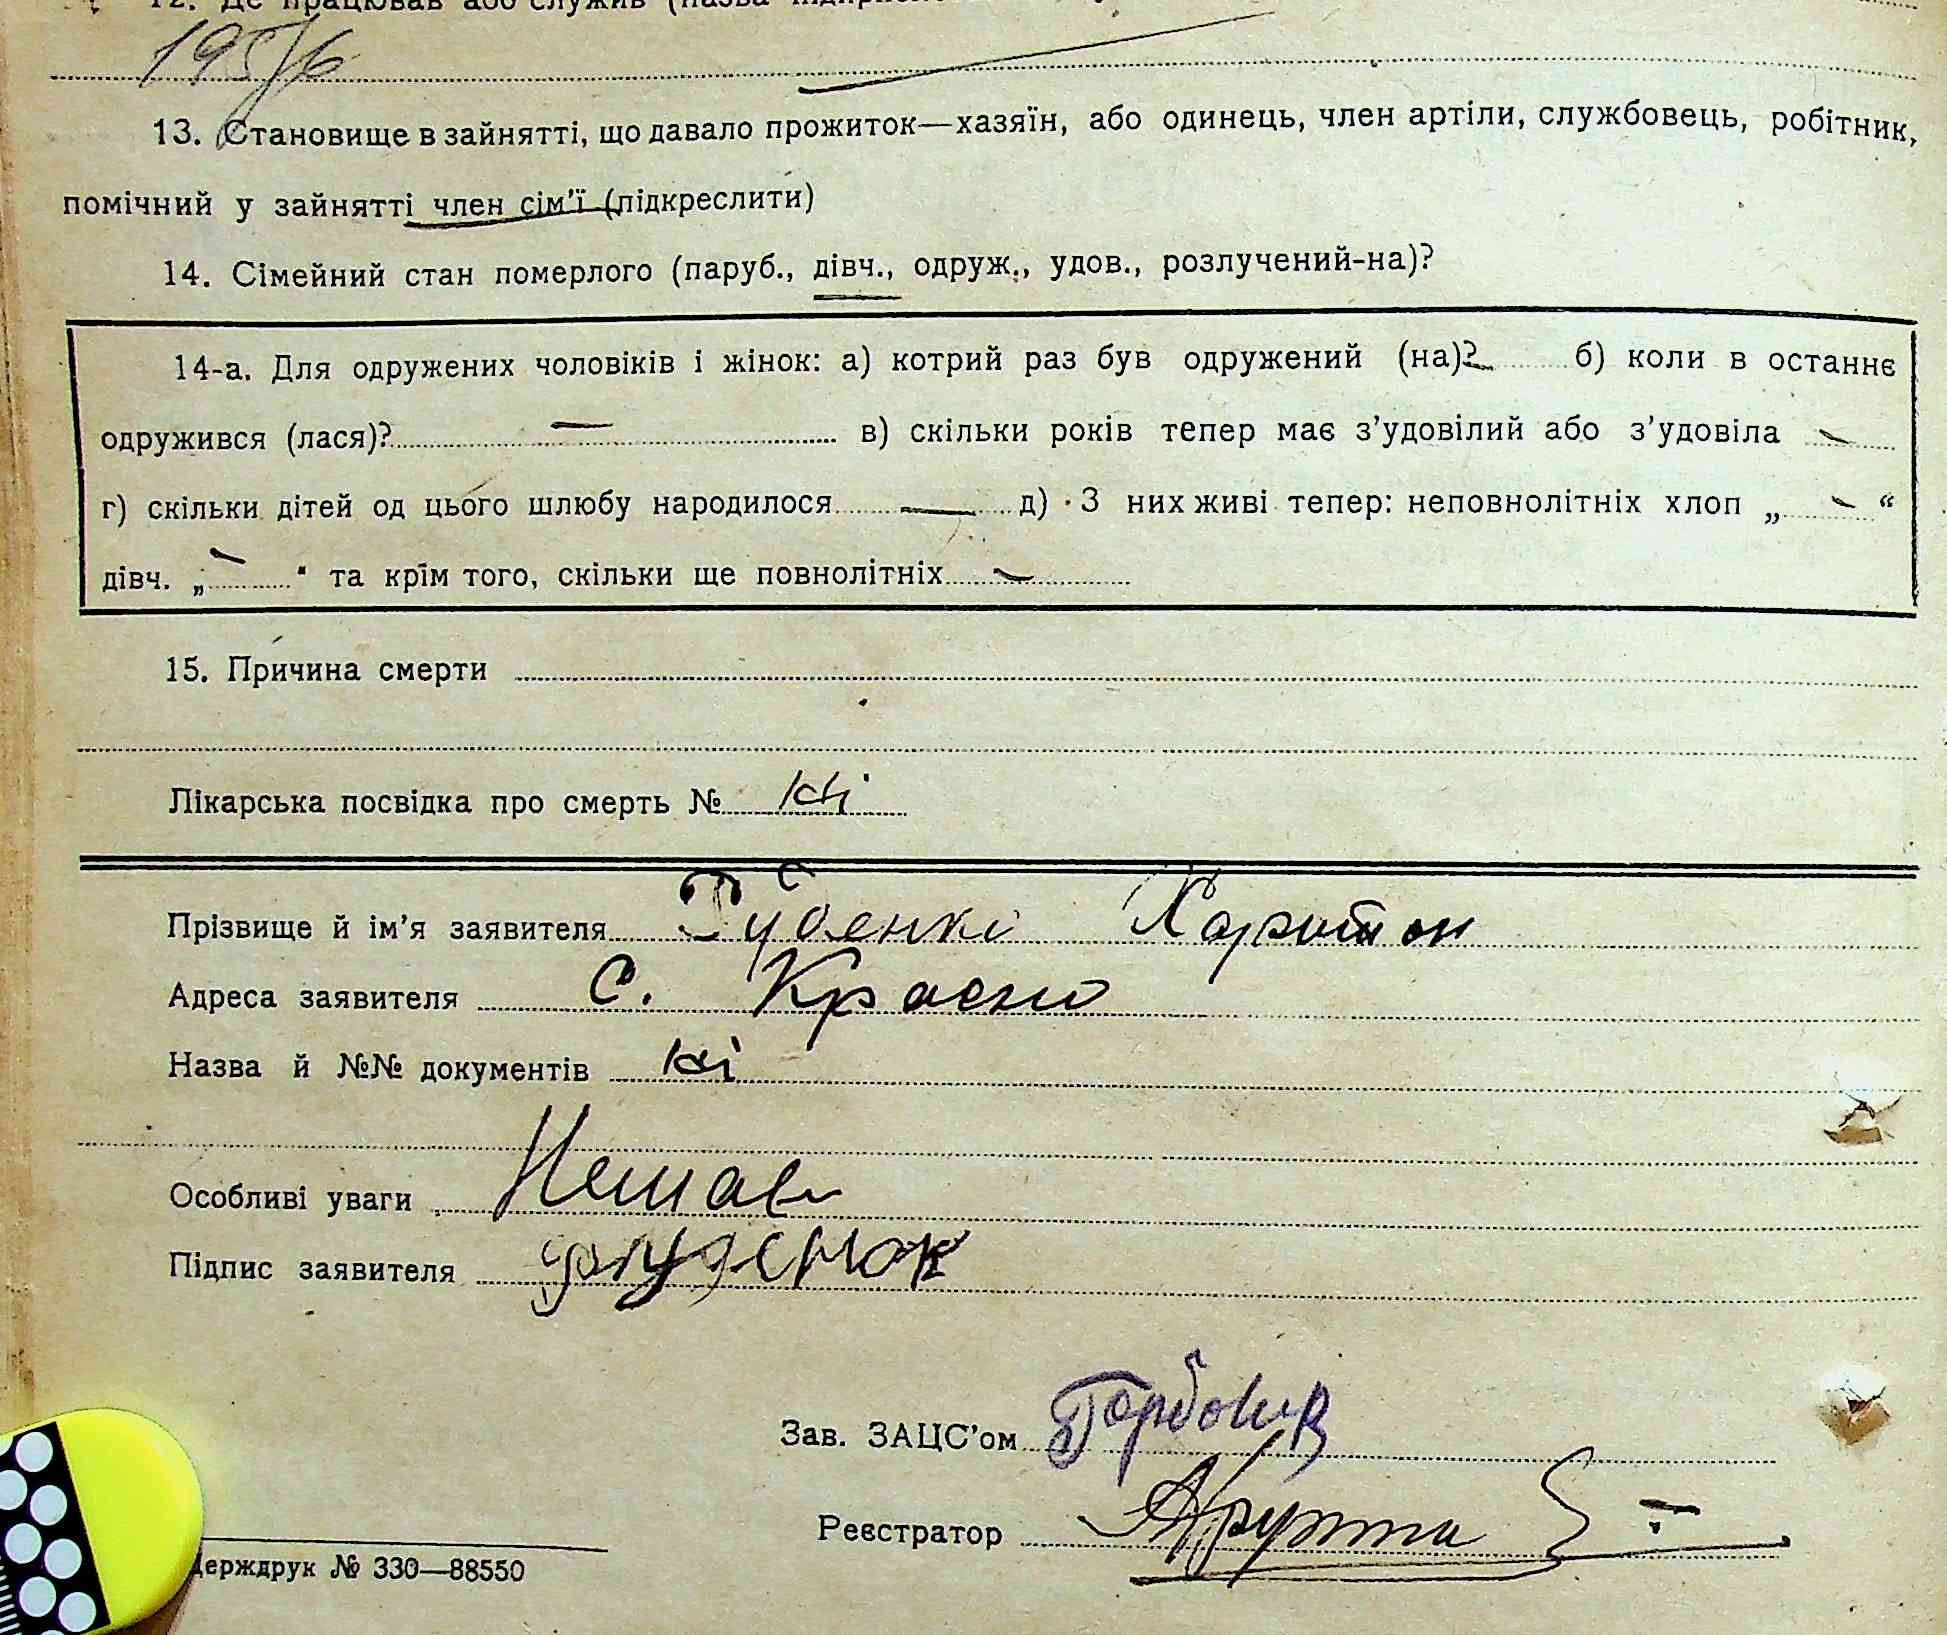 12. Де працював або служив (назва
195/6
13. Становище в зайнятті, що давало прожиток—хазяїн, або одинець, член артіли, службовець, робітник,
помічний у зайнятті член сім'ї (підкреслити)
14. Сімейний стан померлого (паруб., дівч., одруж., удов., розлучений-на)?
14-а. Для одружених чоловіків і жінок: а) котрий раз був одружений (на)? — б) коли в останнє
одружився (лася)? — в) скільки років тепер має з'удовілий або з'удовіла —
г) скільки дітей од цього шлюбу народилося — д) З них живі тепер: неповнолітніх хлоп „ — “
дівч. „ — “ та крім того, скільки ще повнолітніх —
15. Причина смерти
Лікарська посвідка про смерть № ні
Прізвище й ім'я заявителя Харитон
Адреса заявителя С. Красно
Назва й №№ документів ні
Особливі уваги Немає
Підпис заявителя
Зав. ЗАЦС'ом
Реєстратор
Держдрук № 330—88550